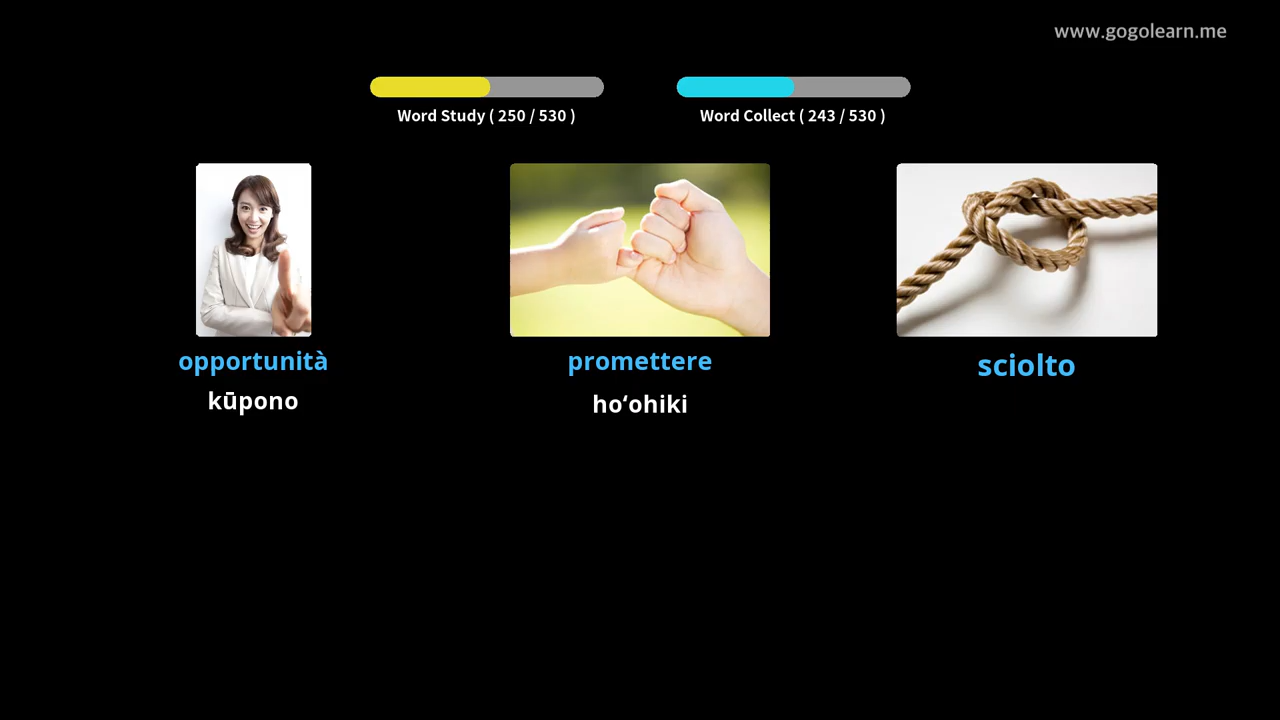 www.gogolearn.me
Word Study ( 250 / 530 )
Word Collect ( 243 / 530 )
opportunità
kūpono
promettere
hoʻohiki
sciolto